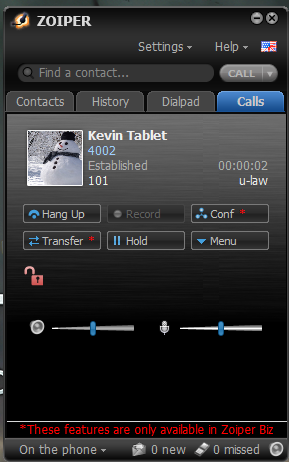 ZOIPER
Settings Help
Find a contact... CALL
Contacts History Dialpad Calls
Kevin Tablet
4002
Established 00:00:02
101 u-law
Hang Up Record Conf *
Transfer * Hold Menu
*These features are only available in Zoiper Biz
On the phone 0 new 0 missed